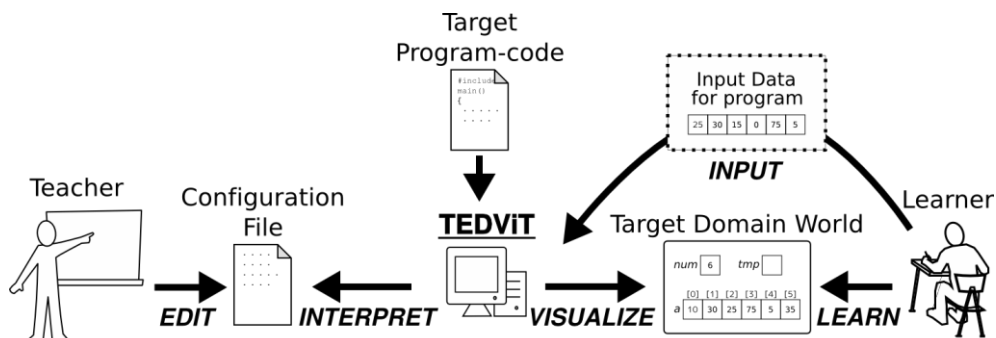 Target
Program-code
#include
main()
{
. . . . .
. . . .
Input Data
for program
25 30 15 0 75 5
INPUT
Teacher
Configuration
File
TEDViT
Target Domain World
Learner
num 6 tmp
[0] [1] [2] [3] [4] [5]
a 10 30 25 75 5 35
EDIT
INTERPRET
VISUALIZE
LEARN